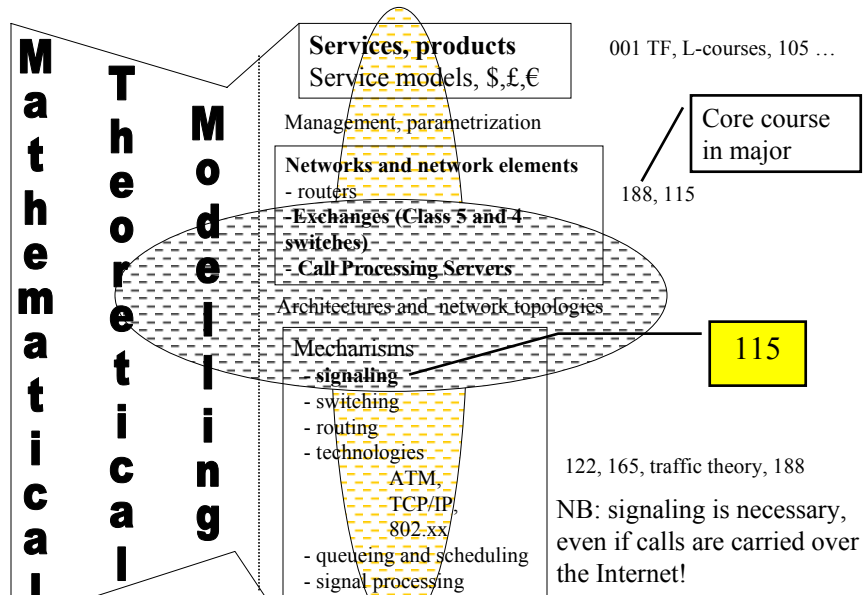 Mathematical
Theoretical
Modelling
Services, products
Service models, $,£,€
001 TF, L-courses, 105 …
Management, parametrization
Core course
in major
Networks and network elements
- routers
-Exchanges (Class 5 and 4
switches)
- Call Processing Servers
188, 115
Architectures and network topologies
Mechanisms
- signaling
- switching
- routing
- technologies
ATM,
TCP/IP,
802.xx
- queueing and scheduling
- signal processing
115
122, 165, traffic theory, 188
NB: signaling is necessary,
even if calls are carried over
the Internet!